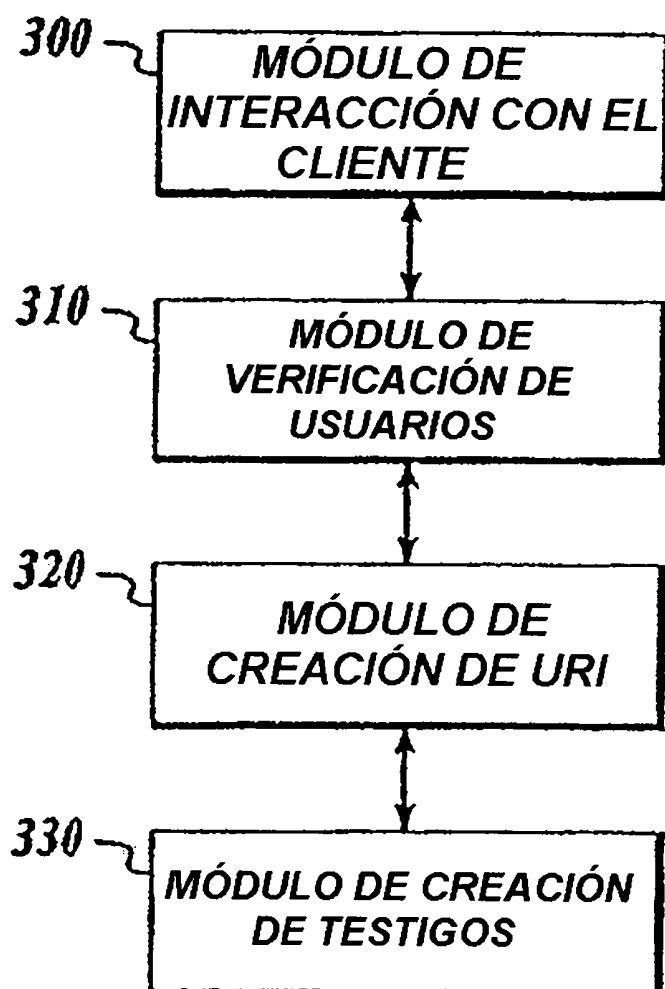 300
MÓDULO DE
INTERACCIÓN CON EL
CLIENTE
310
MÓDULO DE
VERIFICACIÓN DE
USUARIOS
320
MÓDULO DE
CREACIÓN DE URI
330
MÓDULO DE CREACIÓN
DE TESTIGOS